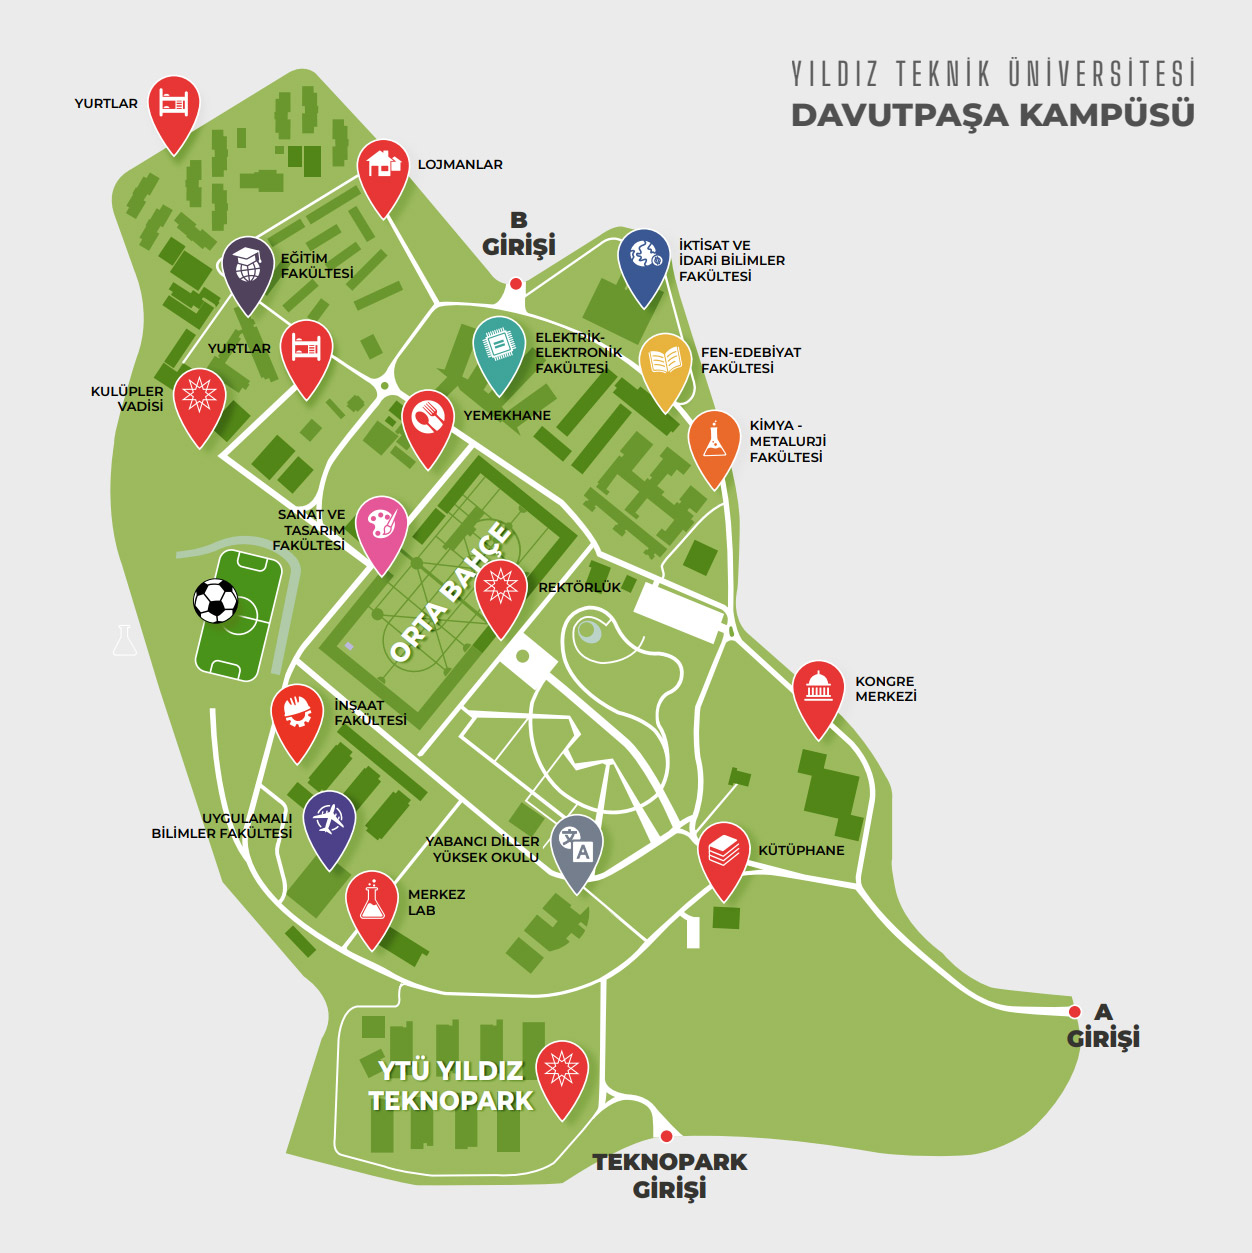 YILDIZ TEKNİK ÜNİVERSİTESİ
DAVUTPAŞA KAMPÜSÜ
YURTLAR
LOJMANLAR
B
GİRİŞİ
İKTİSAT VE
İDARİ BİLİMLER
FAKÜLTESİ
EĞİTİM
FAKÜLTESİ
ELEKTRİK-
ELEKTRONİK
FAKÜLTESİ
YURTLAR
FEN-EDEBİYAT
FAKÜLTESİ
KULÜPLER
VADİSİ
YEMEKHANE
KİMYA -
METALURJİ
FAKÜLTESİ
SANAT VE
TASARIM
FAKÜLTESİ
ORTA BAHÇE
REKTÖRLÜK
KONGRE
MERKEZİ
İNŞAAT
FAKÜLTESİ
UYGULAMALI
BİLİMLER FAKÜLTESİ
YABANCI DİLLER
YÜKSEK OKULU
文
A
KÜTÜPHANE
MERKEZ
LAB
A
GİRİŞİ
YTÜ YILDIZ
TEKNOPARK
TEKNOPARK
GİRİŞİ